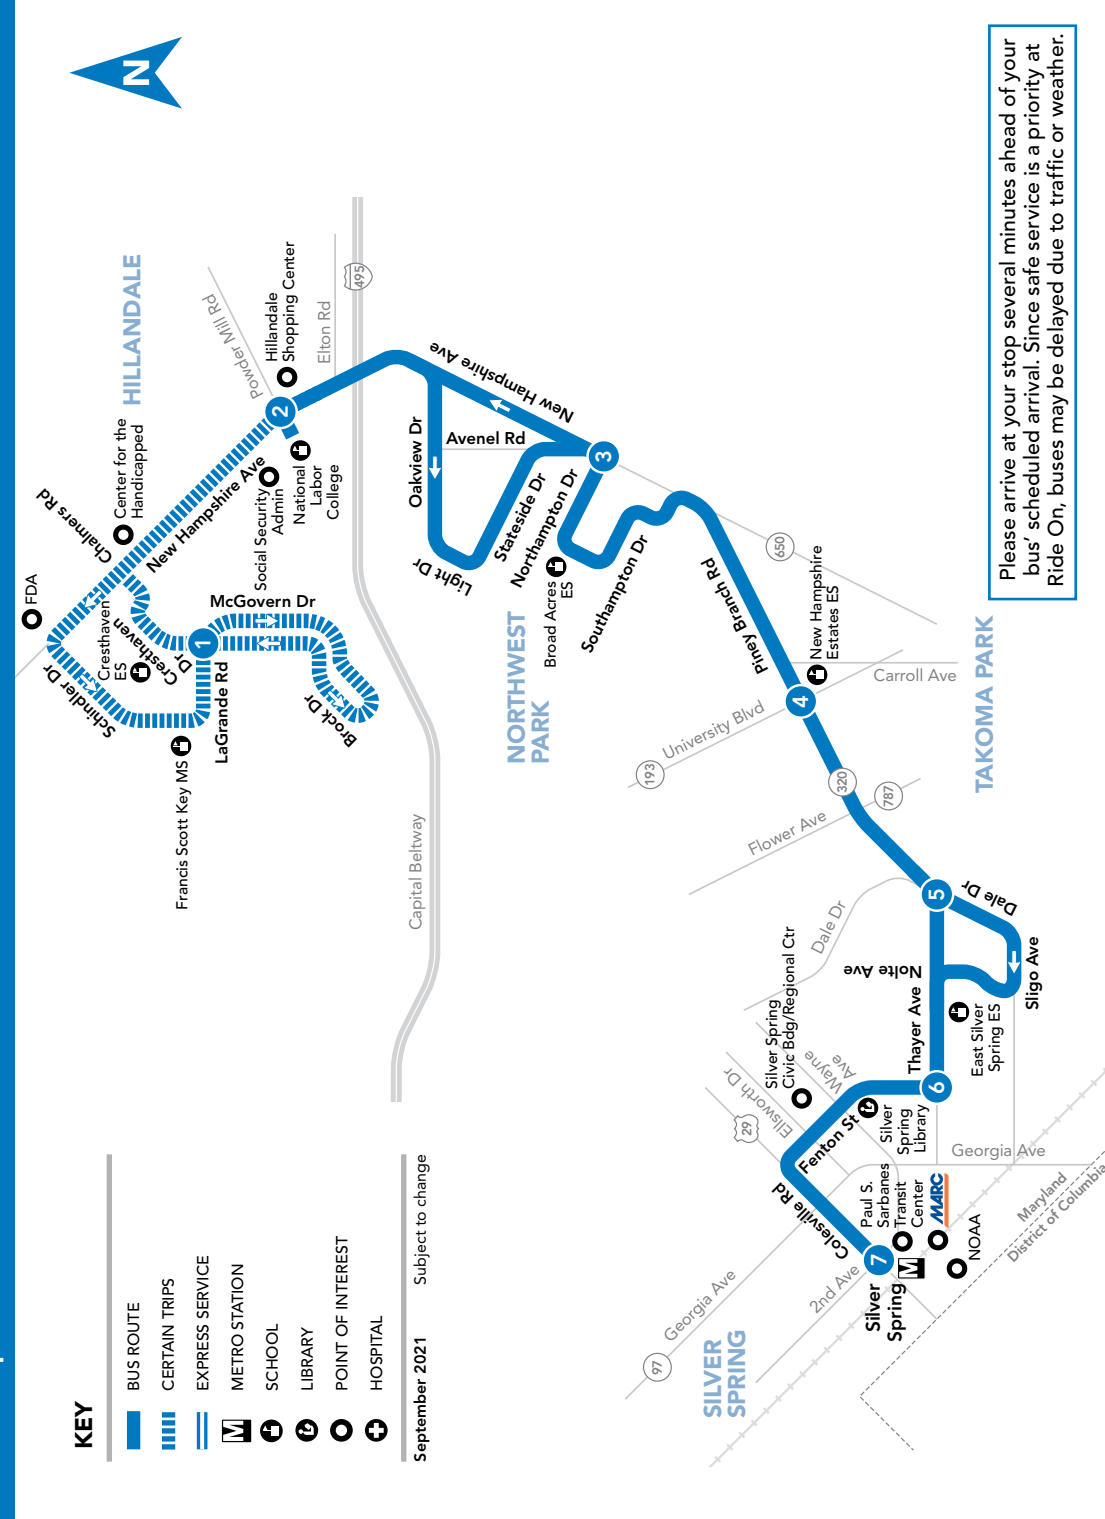 KEY
BUS ROUTE
CERTAIN TRIPS
EXPRESS SERVICE
METRO STATION
SCHOOL
LIBRARY
POINT OF INTEREST
HOSPITAL
September 2021
Subject to change
N
HILLANDALE
FDA
Chalmers Rd
Center for the
Handicapped
New Hampshire Ave
Powder Mill Rd
Hillandale
Shopping Center
Elton Rd
495
2
National
Labor
College
Social Security
Admin
Schindler Dr
Cresthaven
ES
Cresthaven
Dr
1
McGovern Dr
LaGrande Rd
Brock Dr
Francis Scott Key MS
Capital Beltway
New Hampshire Ave
Oakview Dr
Avenel Rd
Light Dr
Stateside Dr
Northampton Dr
3
Broad Acres
ES
Southampton Dr
NORTHWEST
PARK
650
Piney Branch Rd
New Hampshire
Estates ES
4
Carroll Ave
University Blvd
193
320
787
Flower Ave
TAKOMA PARK
Dale Dr
5
Dale Dr
Sligo Ave
Nolte Ave
Thayer Ave
East Silver
Spring ES
6
Silver Spring
Civic Bdg/Regional Ctr
Wayne
Ave
Ellsworth Dr
29
Fenton St
Silver
Spring
Library
Georgia Ave
Colesville Rd
Paul S.
Sarbanes
Transit
Center
MARC
NOAA
7
M
Silver
Spring
2nd Ave
Georgia Ave
97
SILVER
SPRING
Maryland
District of Columbia
Please arrive at your stop several minutes ahead of your
bus’ scheduled arrival. Since safe service is a priority at
Ride On, buses may be delayed due to traffic or weather.